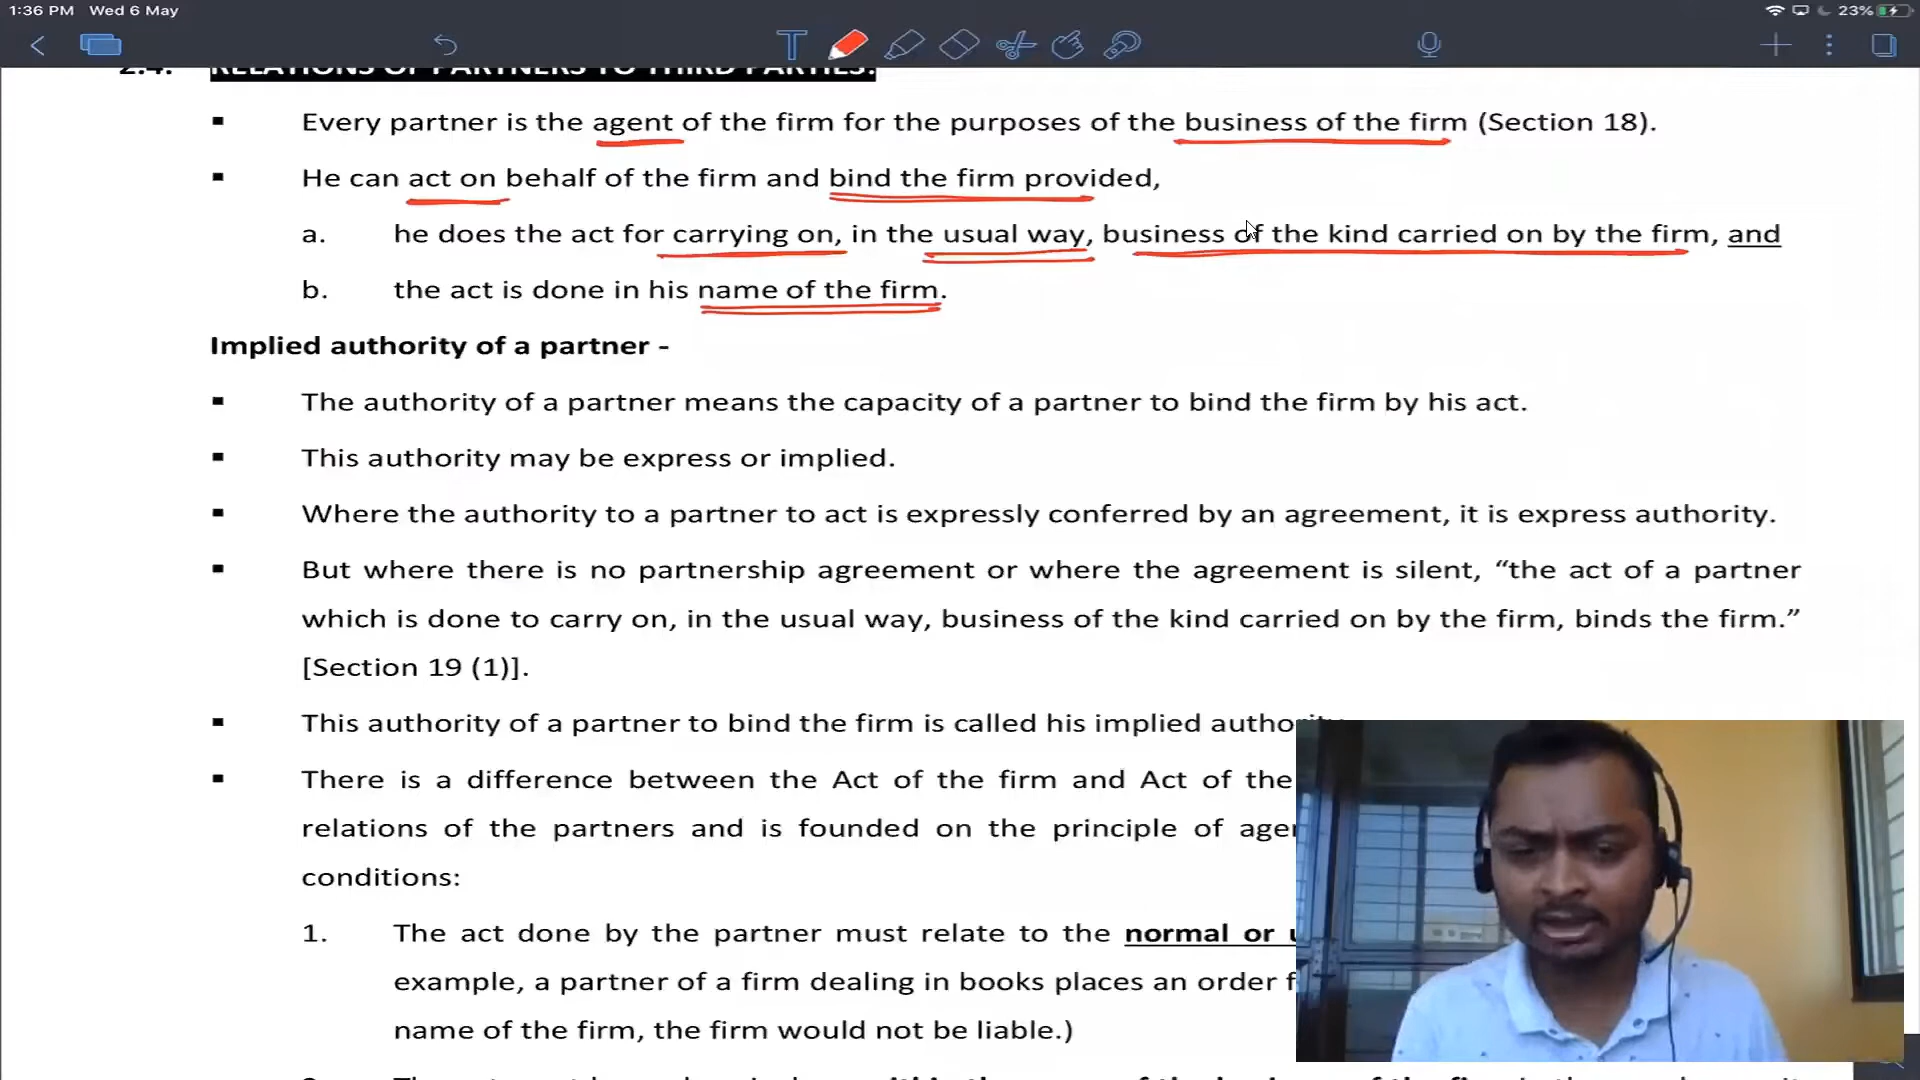 1:36 PM Wed 6 May
23%
2.4. RELATIONS OF PARTNERS TO THIRD PARTIES:
▪ Every partner is the agent of the firm for the purposes of the business of the firm (Section 18).
▪ He can act on behalf of the firm and bind the firm provided,
a. he does the act for carrying on, in the usual way, business of the kind carried on by the firm, and
b. the act is done in his name of the firm.
Implied authority of a partner -
▪ The authority of a partner means the capacity of a partner to bind the firm by his act.
▪ This authority may be express or implied.
▪ Where the authority to a partner to act is expressly conferred by an agreement, it is express authority.
▪ But where there is no partnership agreement or where the agreement is silent, “the act of a partner
which is done to carry on, in the usual way, business of the kind carried on by the firm, binds the firm.”
[Section 19 (1)].
▪ This authority of a partner to bind the firm is called his implied authority
▪ There is a difference between the Act of the firm and Act of the
relations of the partners and is founded on the principle of
conditions:
1. The act done by the partner must relate to the normal or
example, a partner of a firm dealing in books places an order
name of the firm, the firm would not be liable.)